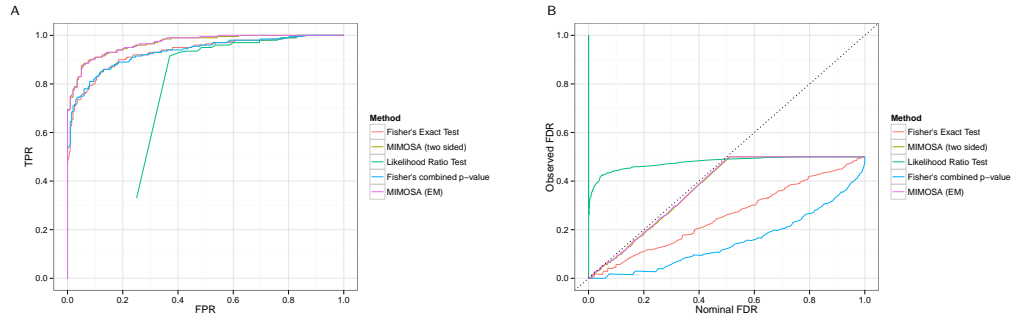 A
1.0
0.8
0.6
0.4
0.2
0.0
TPR
0.0 0.2 0.4 0.6 0.8 1.0
FPR
Method
Fisher's Exact Test
MIMOSA (two sided)
Likelihood Ratio Test
Fisher's combined p−value
MIMOSA (EM)
B
1.0
0.8
0.6
0.4
0.2
0.0
Observed FDR
0.0 0.2 0.4 0.6 0.8 1.0
Nominal FDR
Method
Fisher's Exact Test
MIMOSA (two sided)
Likelihood Ratio Test
Fisher's combined p−value
MIMOSA (EM)